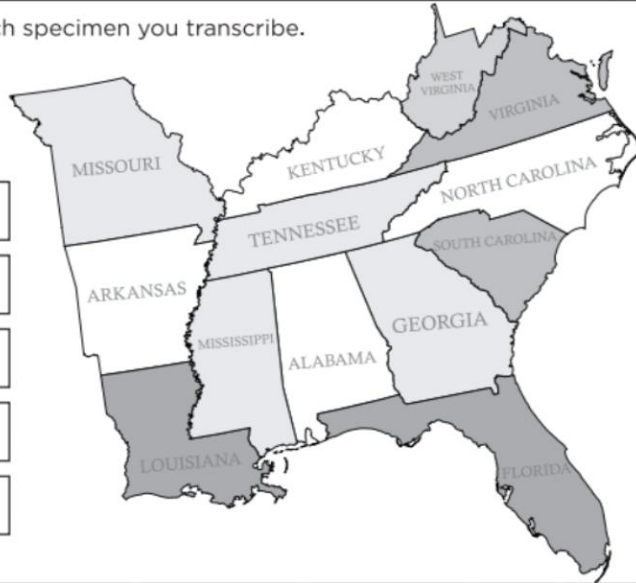 ch specimen you transcribe.
WEST
VIRGINIA
VIRGINIA
MISSOURI
KENTUCKY
NORTH CAROLINA
TENNESSEE
SOUTH CAROLINA
ARKANSAS
GEORGIA
MISSISSIPPI
ALABAMA
LOUISIANA
FLORIDA